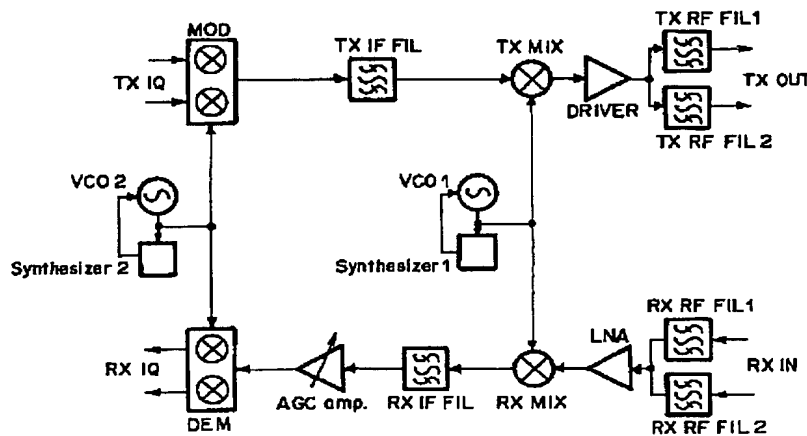 MOD
TX IQ
TX IF FIL
TX MIX
DRIVER
TX RF FIL1
TX OUT
TX RF FIL 2
VCO 2
Synthesizer 2
VCO 1
Synthesizer 1
RX IQ
DEM
AGC amp.
RX IF FIL
RX MIX
LNA
RX RF FIL1
RX IN
RX RF FIL 2